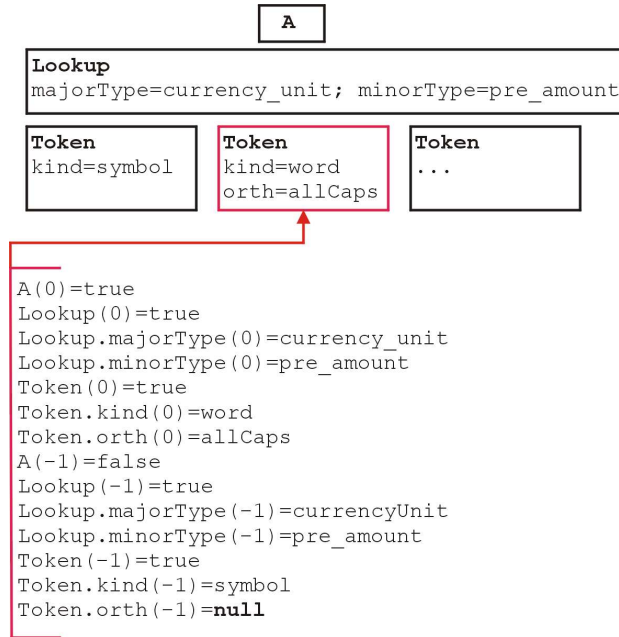 A
Lookup
majorType=currency_unit; minorType=pre_amount
Token
kind=symbol
Token
kind=word
orth=allCaps
Token
...
A(0)=true
Lookup(0)=true
Lookup.majorType(0)=currency_unit
Lookup.minorType(0)=pre_amount
Token(0)=true
Token.kind(0)=word
Token.orth(0)=allCaps
A(-1)=false
Lookup(-1)=true
Lookup.majorType(-1)=currencyUnit
Lookup.minorType(-1)=pre_amount
Token(-1)=true
Token.kind(-1)=symbol
Token.orth(-1)=null